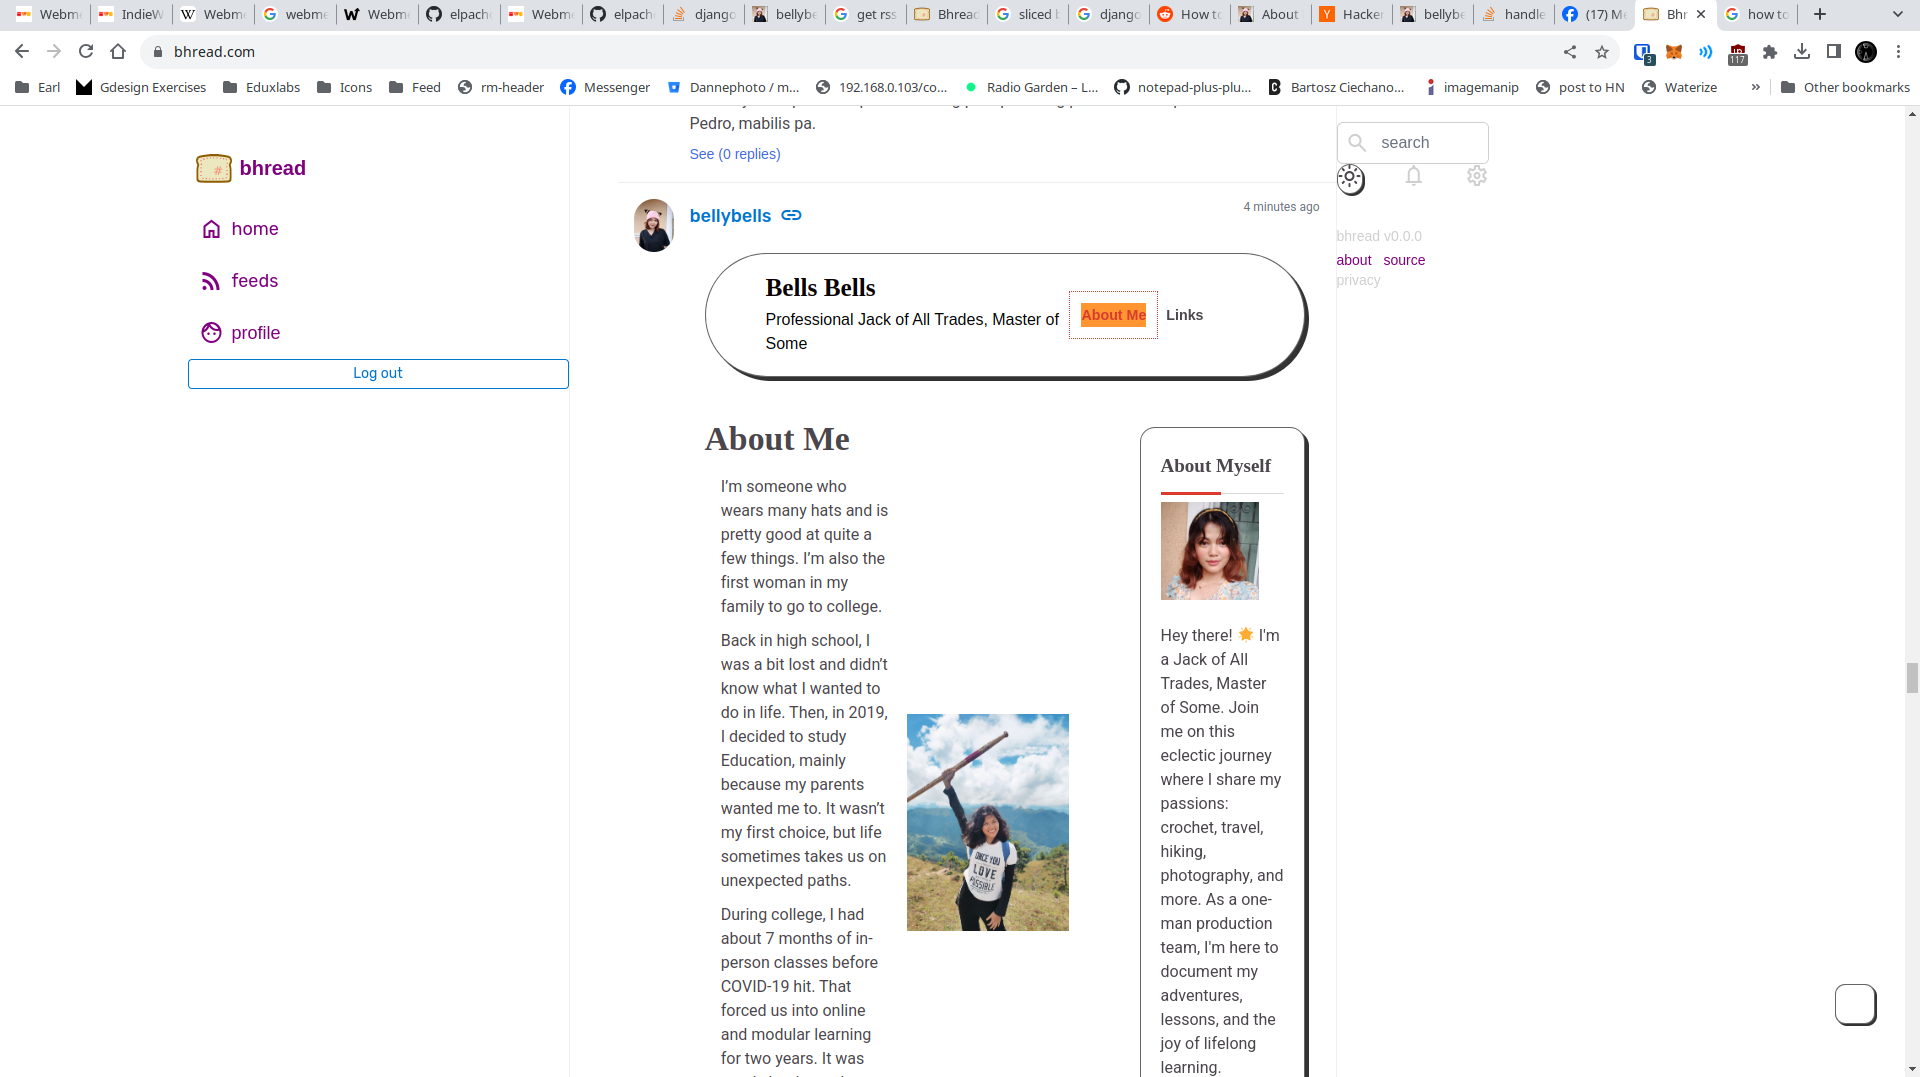 Webm
IndieW
Webm
webme
Webm
elpach
Webm
elpach
django
bellybe
get rss
Bhread
sliced b
django
How to
About
Hacker
bellybe
handle
(17) Me
Bhr
how to
bhread.com
3
117
Earl
Gdesign Exercises
Eduxlabs
Icons
Feed
rm-header
Messenger
Dannephoto / m...
192.168.0.103/co...
Radio Garden – L...
notepad-plus-plu...
Bartosz Ciechano...
imagemanip
post to HN
Waterize
»
Other bookmarks
bhread
home
feeds
profile
Log out
Pedro, mabilis pa.
See (0 replies)
bellybells
4 minutes ago
Bells Bells
Professional Jack of All Trades, Master of
Some
About Me
Links
About Me
I’m someone who
wears many hats and is
pretty good at quite a
few things. I’m also the
first woman in my
family to go to college.
Back in high school, I
was a bit lost and didn’t
know what I wanted to
do in life. Then, in 2019,
I decided to study
Education, mainly
because my parents
wanted me to. It wasn’t
my first choice, but life
sometimes takes us on
unexpected paths.
During college, I had
about 7 months of in-
person classes before
COVID-19 hit. That
forced us into online
and modular learning
for two years. It was
ONCE YOU
LOVE
POSSIBLE
About Myself
Hey there! 🌟 I'm
a Jack of All
Trades, Master
of Some. Join
me on this
eclectic journey
where I share my
passions:
crochet, travel,
hiking,
photography, and
more. As a one-
man production
team, I'm here to
document my
adventures,
lessons, and the
joy of lifelong
learning.
search
bhread v0.0.0
about source
privacy